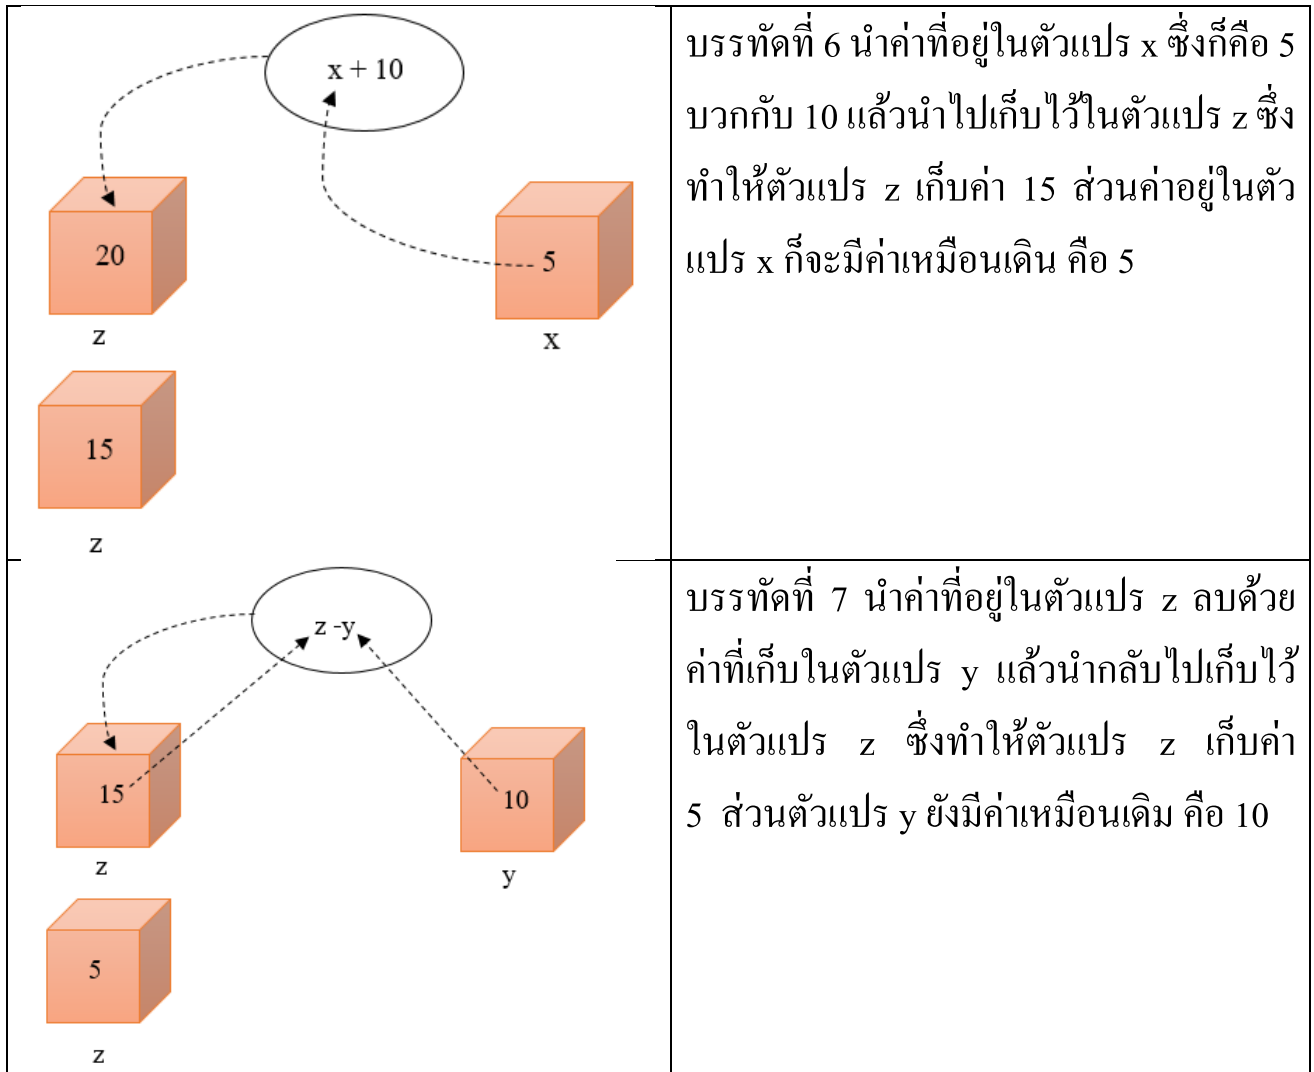 x + 10
20
5
z
x
15
z
บรรทัดที่ 6 นำค่าที่อยู่ในตัวแปร x ซึ่งก็คือ 5
บวกกับ 10 แล้วนำไปเก็บไว้ในตัวแปร z ซึ่ง
ทำให้ตัวแปร z เก็บค่า 15 ส่วนค่าอยู่ในตัว
แปร x ก็จะมีค่าเหมือนเดิน คือ 5
z -y
15
10
z
y
5
z
บรรทัดที่ 7 นำค่าที่อยู่ในตัวแปร z ลบด้วย
ค่าที่เก็บในตัวแปร y แล้วนำกลับไปเก็บไว้
ในตัวแปร z ซึ่งทำให้ตัวแปร z เก็บค่า
5 ส่วนตัวแปร y ยังมีค่าเหมือนเดิม คือ 10